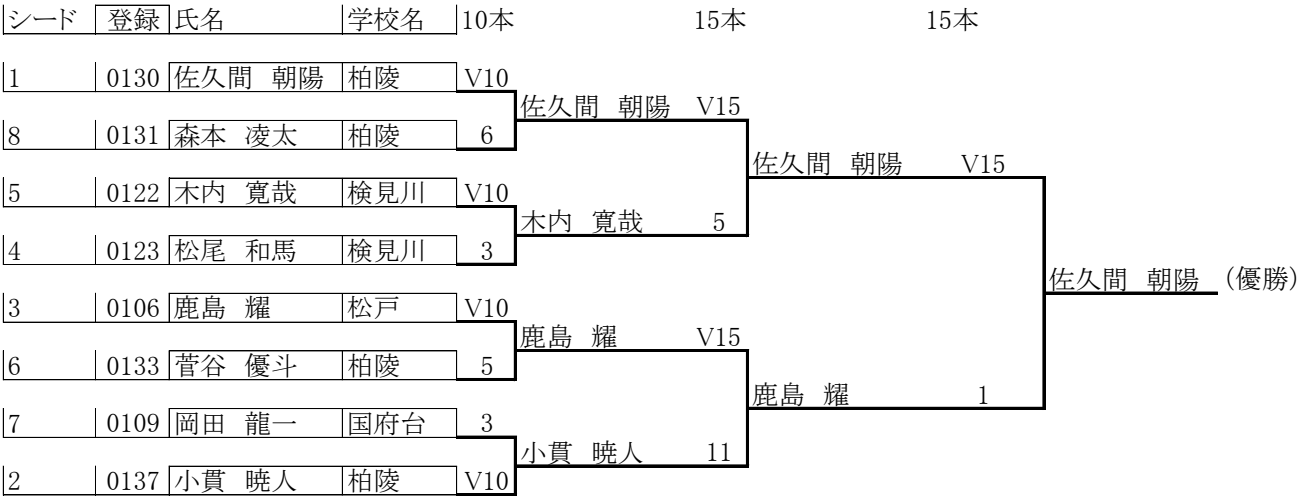 シード 登録 氏名 学校名 10本 15本 15本
1 0130 佐久間 朝陽 柏陵 V10
佐久間 朝陽 V15
8 0131 森本 凌太 柏陵 6
佐久間 朝陽 V15
5 0122 木内 寛哉 検見川 V10
木内 寛哉 5
4 0123 松尾 和馬 検見川 3
佐久間 朝陽 (優勝)
3 0106 鹿島 耀 松戸 V10
鹿島 耀 V15
6 0133 菅谷 優斗 柏陵 5
鹿島 耀 1
7 0109 岡田 龍一 国府台 3
小貫 暁人 11
2 0137 小貫 暁人 柏陵 V10